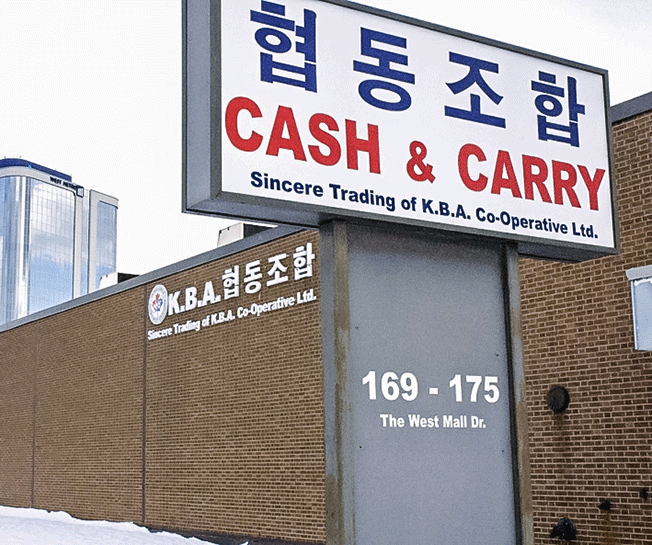 협동조합
CASH & CARRY
Sincere Trading of K.B.A. Co-Operative Ltd.
K.B.A. 협동조합
Sincere Trading of K.B.A. Co-Operative Ltd.
169 - 175
The West Mall Dr.